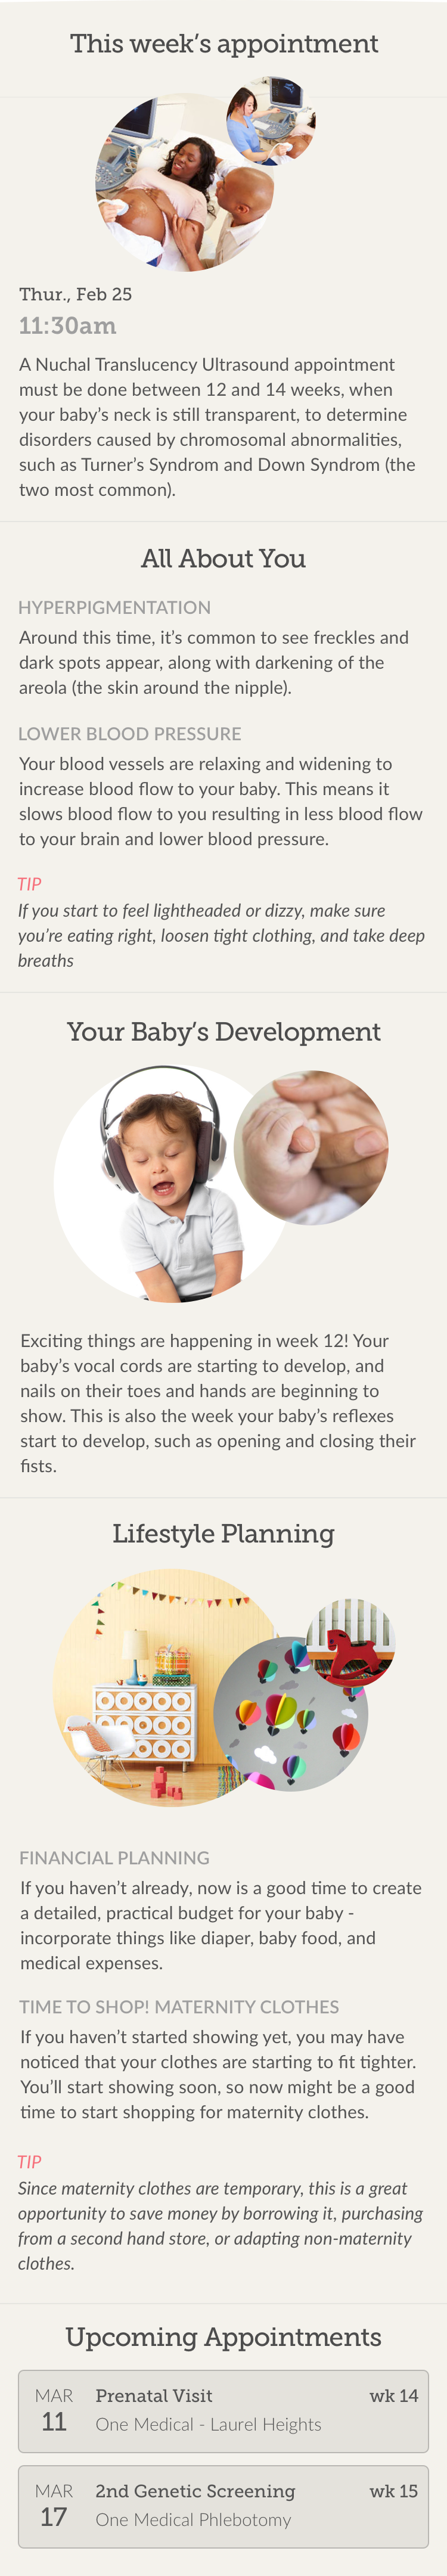 This week's appointment
Thur., Feb 25
11:30am
A Nuchal Translucency Ultrasound appointment
must be done between 12 and 14 weeks, when
your baby's neck is still transparent, to determine
disorders caused by chromosomal abnormalities,
such as Turner's Syndrom and Down Syndrom (the
two most common).
All About You
HYPERPIGMENTATION
Around this time, it's common to see freckles and
dark spots appear, along with darkening of the
areola (the skin around the nipple).
LOWER BLOOD PRESSURE
Your blood vessels are relaxing and widening to
increase blood flow to your baby. This means it
slows blood flow to you resulting in less blood flow
to your brain and lower blood pressure.
TIP
If you start to feel lightheaded or dizzy, make sure
you're eating right, loosen tight clothing, and take deep
breaths
Your Baby's Development
Exciting things are happening in week 12! Your
baby's vocal cords are starting to develop, and
nails on their toes and hands are beginning to
show. This is also the week your baby's reflexes
start to develop, such as opening and closing their
fists.
Lifestyle Planning
FINANCIAL PLANNING
If you haven't already, now is a good time to create
a detailed, practical budget for your baby -
incorporate things like diaper, baby food, and
medical expenses.
TIME TO SHOP! MATERNITY CLOTHES
If you haven't started showing yet, you may have
noticed that your clothes are starting to fit tighter.
You'll start showing soon, so now might be a good
time to start shopping for maternity clothes.
TIP
Since maternity clothes are temporary, this is a great
opportunity to save money by borrowing it, purchasing
from a second hand store, or adapting non-maternity
clothes.
Upcoming Appointments
MAR Prenatal Visit wk 14
11 One Medical - Laurel Heights
MAR 2nd Genetic Screening wk 15
17 One Medical Phlebotomy